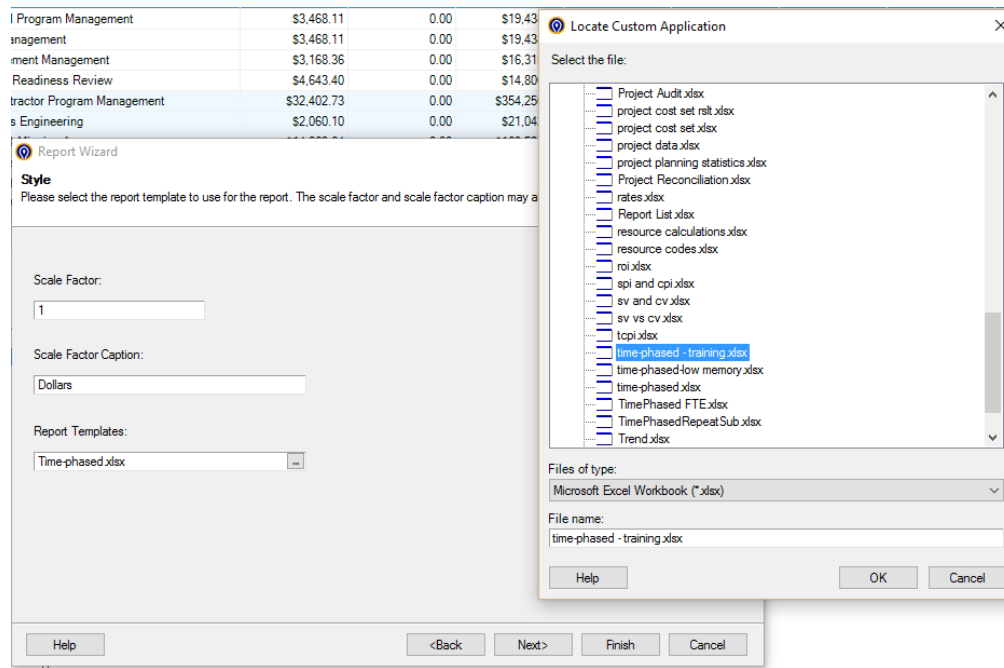 l Program Management $3,468.11 0.00 $19,43
anagement $3,468.11 0.00 $19,43
ement Management $3,168.36 0.00 $16,31
Readiness Review $4,643.40 0.00 $14,80
tractor Program Management $32,402.73 0.00 $354,25
s Engineering $2,060.10 0.00 $21,04
Report Wizard
Style
Please select the report template to use for the report. The scale factor and scale factor caption may a
Scale Factor:
1
Scale Factor Caption:
Dollars
Report Templates:
Time-phased.xlsx ...
Help <Back Next> Finish Cancel
Locate Custom Application
Select the file:
Project Audit.xlsx
project cost set rslt.xlsx
project cost set.xlsx
project data.xlsx
project planning statistics.xlsx
Project Reconciliation.xlsx
rates.xlsx
Report List.xlsx
resource calculations.xlsx
resource codes.xlsx
roi.xlsx
spi and cpi.xlsx
sv and cv.xlsx
sv vs cv.xlsx
tcpi.xlsx
time-phased - training.xlsx
time-phased-low memory.xlsx
time-phased.xlsx
TimePhased FTE.xlsx
TimePhasedRepeatSub.xlsx
Trend.xlsx
Files of type:
Microsoft Excel Workbook (*.xlsx)
File name:
time-phased - training.xlsx
Help OK Cancel